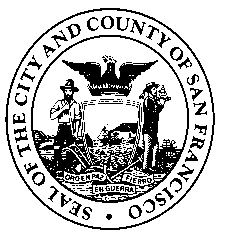 SEAL OF THE CITY AND COUNTY OF SAN FRANCISCO
ORO EN PAZ
FIERRO
EN GUERRA